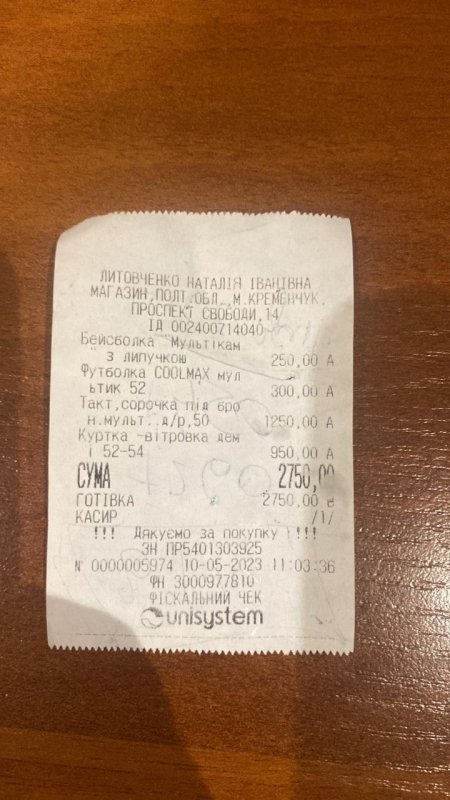 ЛИТОВЧЕНКО НАТАЛІЯ ІВАНІВНА
МАГАЗИН,ПОЛТ.ОБЛ.,М.КРЕМЕНЧУК,
ПРОСПЕКТ СВОБОДИ,14
ІД 002400714040
Бейсболка Мультікам
з липучкою 250,00 А
Футболка COOLMAX мул
ьтик 52 300,00 А
Такт,сорочка під бро
н.мульт.д/р,50 1250,00 А
Куртка -вітровка дем
і 52-54 950,00 А
СУМА 2750,00
ГОТІВКА 2750,00 В
КАСИР /1/
!!! Дякуємо за покупку !!!!
ЗН ПР5401303925
№ 0000005974 10-05-2023 11:03:36
ФН 3000977810
ФІСКАЛЬНИЙ ЧЕК
unisystem